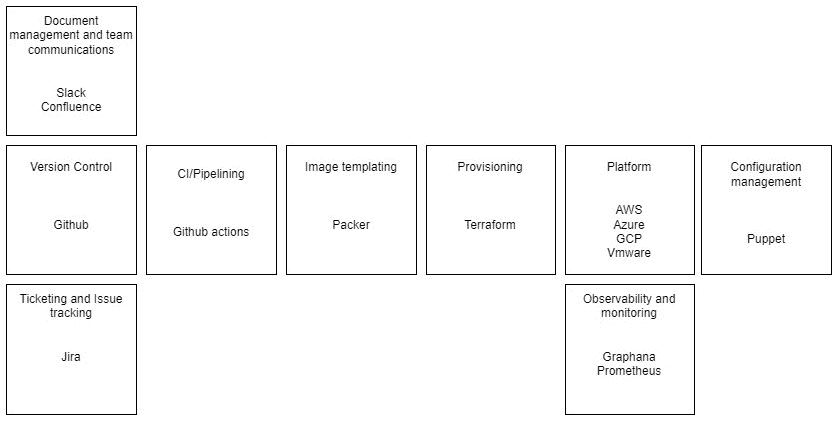 Document
management and team
communications
Slack
Confluence
Version Control
Github
CI/Pipelining
Github actions
Image templating
Packer
Provisioning
Terraform
Platform
AWS
Azure
GCP
Vmware
Configuration
management
Puppet
Ticketing and Issue
tracking
Jira
Observability and
monitoring
Graphana
Prometheus